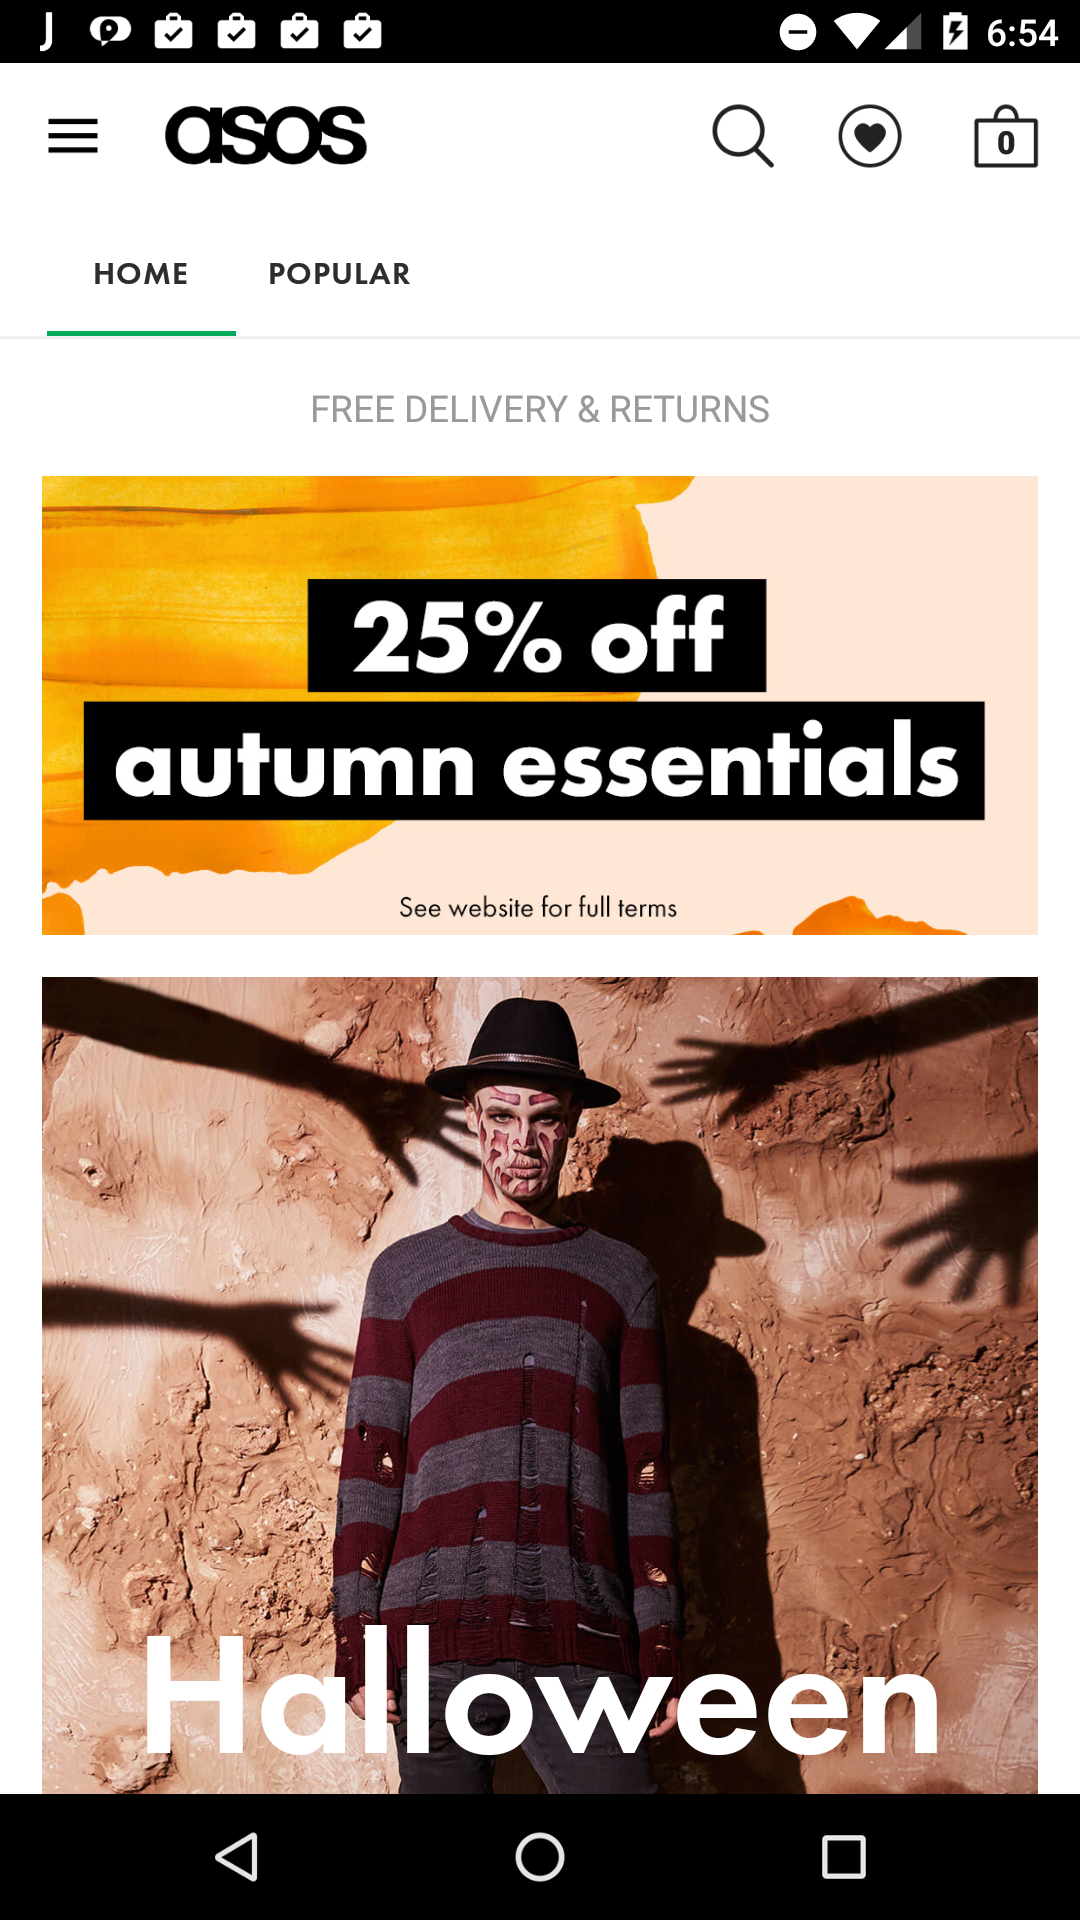 J
6:54
asos
0
HOME
POPULAR
FREE DELIVERY & RETURNS
25% off
autumn essentials
See website for full terms
Halloween